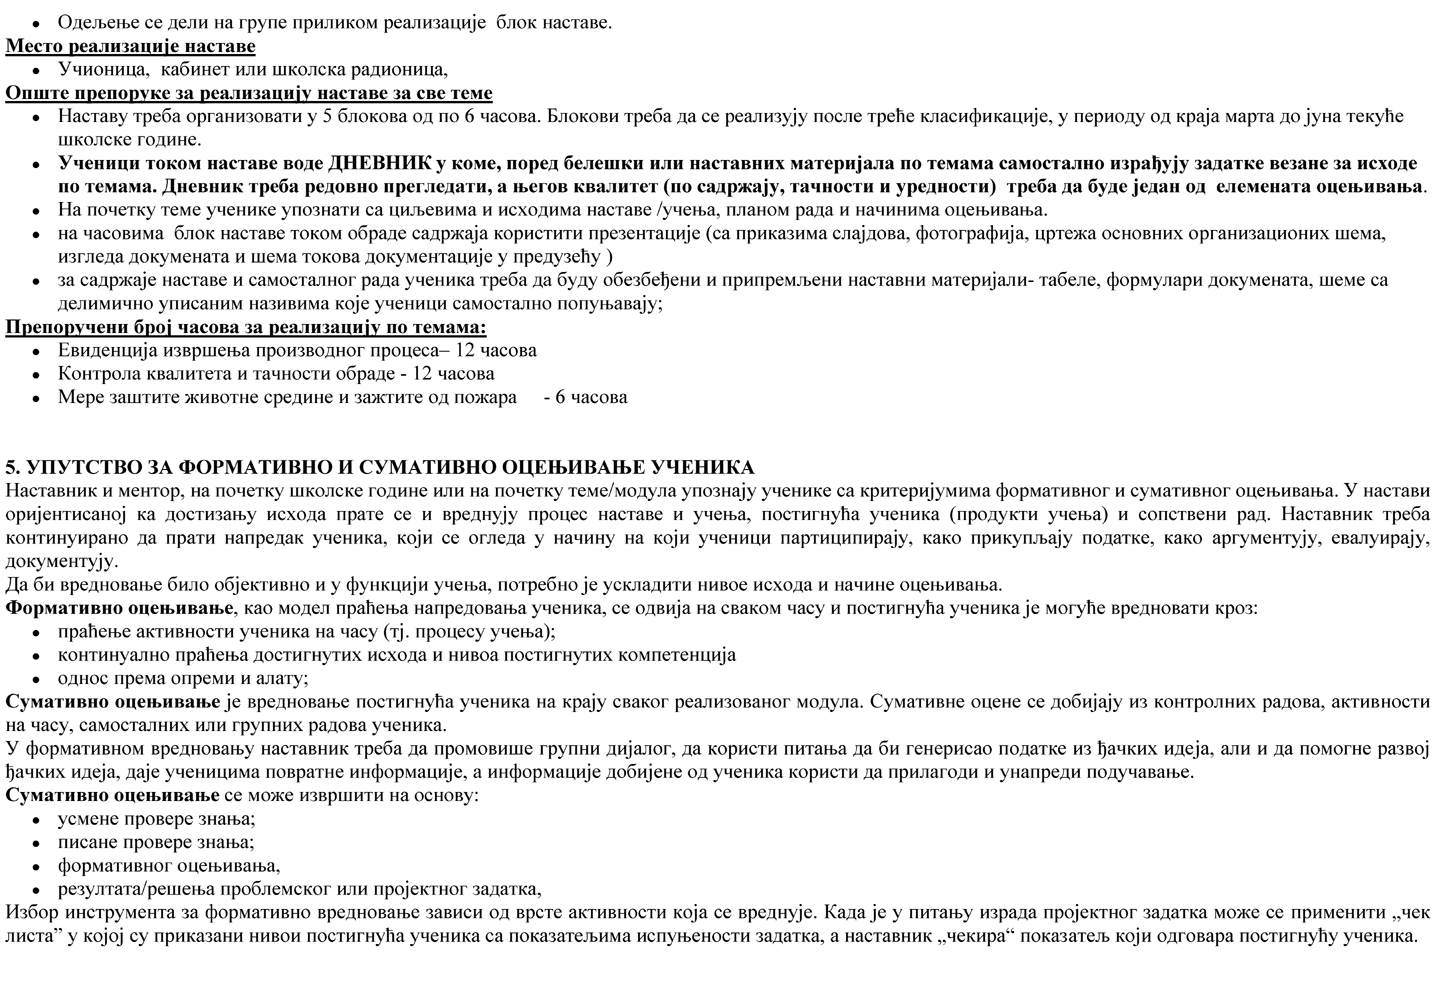 • Одељење се дели на групе приликом реализације блок наставе.
Место реализације наставе
• Учионица, кабинет или школска радионица,
Опште препоруке за реализацију наставе за све теме
• Наставу треба организовати у 5 блокова од по 6 часова. Блокови треба да се реализују после треће класификације, у периоду од краја марта до јуна текуће
школске године.
• Ученици током наставе воде ДНЕВНИК у коме, поред белешки или наставних материјала по темама самостално израђују задатке везане за исходе
по темама. Дневник треба редовно прегледати, а његов квалитет (по садржају, тачности и уредности) треба да буде један од елемената оцењивања.
• На почетку теме ученике упознати са циљевима и исходима наставе /учења, планом рада и начинима оцењивања.
• на часовима блок наставе током обраде садржаја користити презентације (са приказима слајдова, фотографија, цртежа основних организационих шема,
изгледа докумената и шема токова документације у предузећу )
• за садржаје наставе и самосталног рада ученика треба да буду обезбеђени и припремљени наставни материјали- табеле, формулари докумената, шеме са
делимично уписаним називима које ученици самостално попуњавају;
Препоручени број часова за реализацију по темама:
• Евиденција извршења производног процеса– 12 часова
• Контрола квалитета и тачности обраде - 12 часова
• Мере заштите животне средине и зажтите од пожара - 6 часова
5. УПУТСТВО ЗА ФОРМАТИВНО И СУМАТИВНО ОЦЕЊИВАЊЕ УЧЕНИКА
Наставник и ментор, на почетку школске године или на почетку теме/модула упознају ученике са критеријумима формативног и сумативног оцењивања. У настави
оријентисаној ка достизању исхода прате се и вреднују процес наставе и учења, постигнућа ученика (продукти учења) и сопствени рад. Наставник треба
континуирано да прати напредак ученика, који се огледа у начину на који ученици партиципирају, како прикупљају податке, како аргументују, евалуирају,
документују.
Да би вредновање било објективно и у функцији учења, потребно је ускладити нивое исхода и начине оцењивања.
Формативно оцењивање, као модел праћења напредовања ученика, се одвија на сваком часу и постигнућа ученика је могуће вредновати кроз:
• праћење активности ученика на часу (тј. процесу учења);
• континуално праћења достигнутих исхода и нивоа постигнутих компетенција
• однос према опреми и алату;
Сумативно оцењивање је вредновање постигнућа ученика на крају сваког реализованог модула. Сумативне оцене се добијају из контролних радова, активности
на часу, самосталних или групних радова ученика.
У формативном вредновању наставник треба да промовише групни дијалог, да користи питања да би генерисао податке из ђачких идеја, али и да помогне развој
ђачких идеја, даје ученицима повратне информације, а информације добијене од ученика користи да прилагоди и унапреди подучавање.
Сумативно оцењивање се може извршити на основу:
• усмене провере знања;
• писане провере знања;
• формативног оцењивања,
• резултата/решења проблемског или пројектног задатка,
Избор инструмента за формативно вредновање зависи од врсте активности која се вреднује. Када је у питању израда пројектног задатка може се применити „чек
листа” у којој су приказани нивои постигнућа ученика са показатељима испуњености задатка, а наставник „чекира“ показатељ који одговара постигнућу ученика.